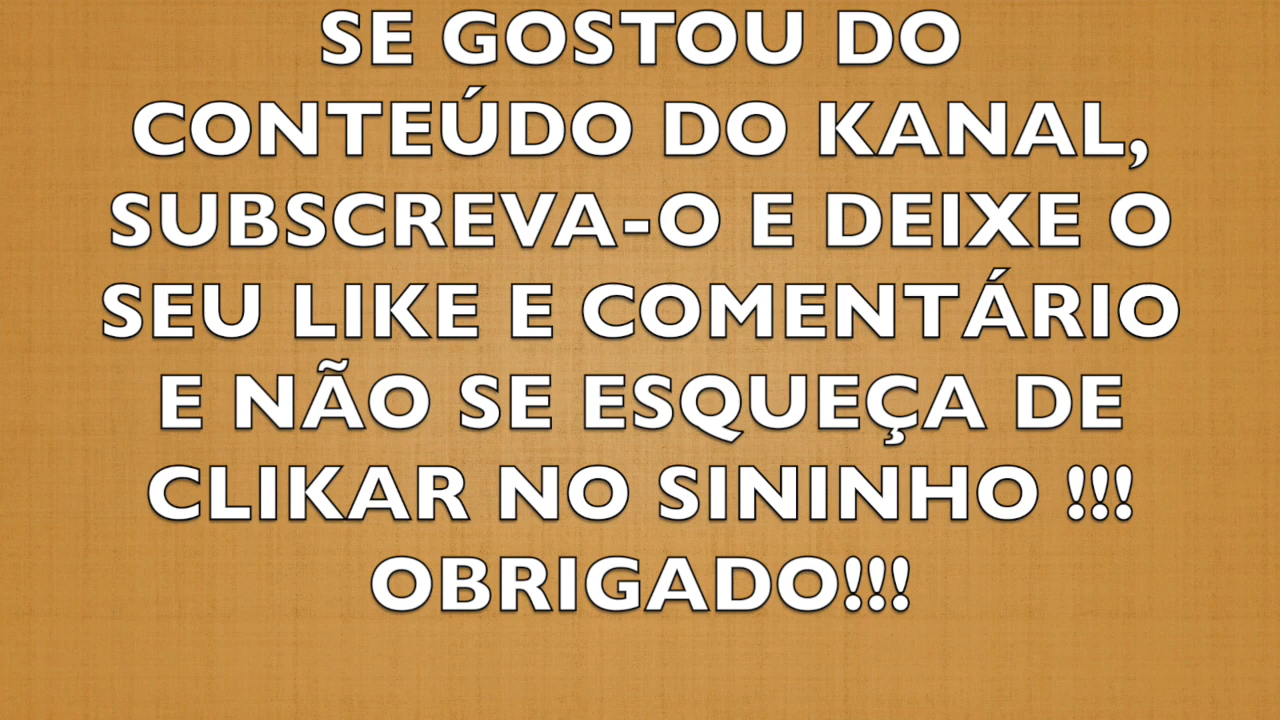 SE GOSTOU DO
CONTEÚDO DO KANAL,
SUBSCREVA-O E DEIXE O
SEU LIKE E COMENTÁRIO
E NÃO SE ESQUEÇA DE
CLIKAR NO SININHO !!!
OBRIGADO!!!